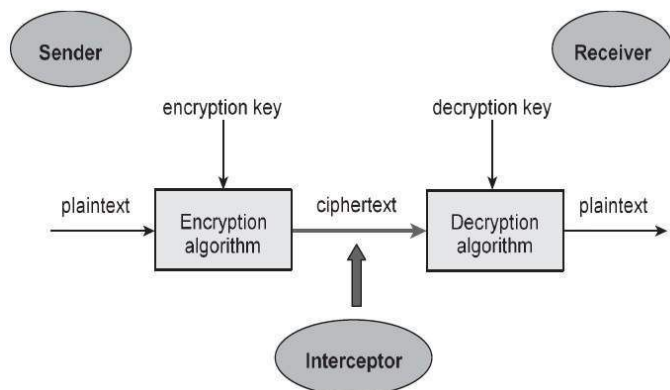 Sender
Receiver
encryption key
decryption key
plaintext
Encryption
algorithm
ciphertext
Decryption
algorithm
plaintext
Interceptor